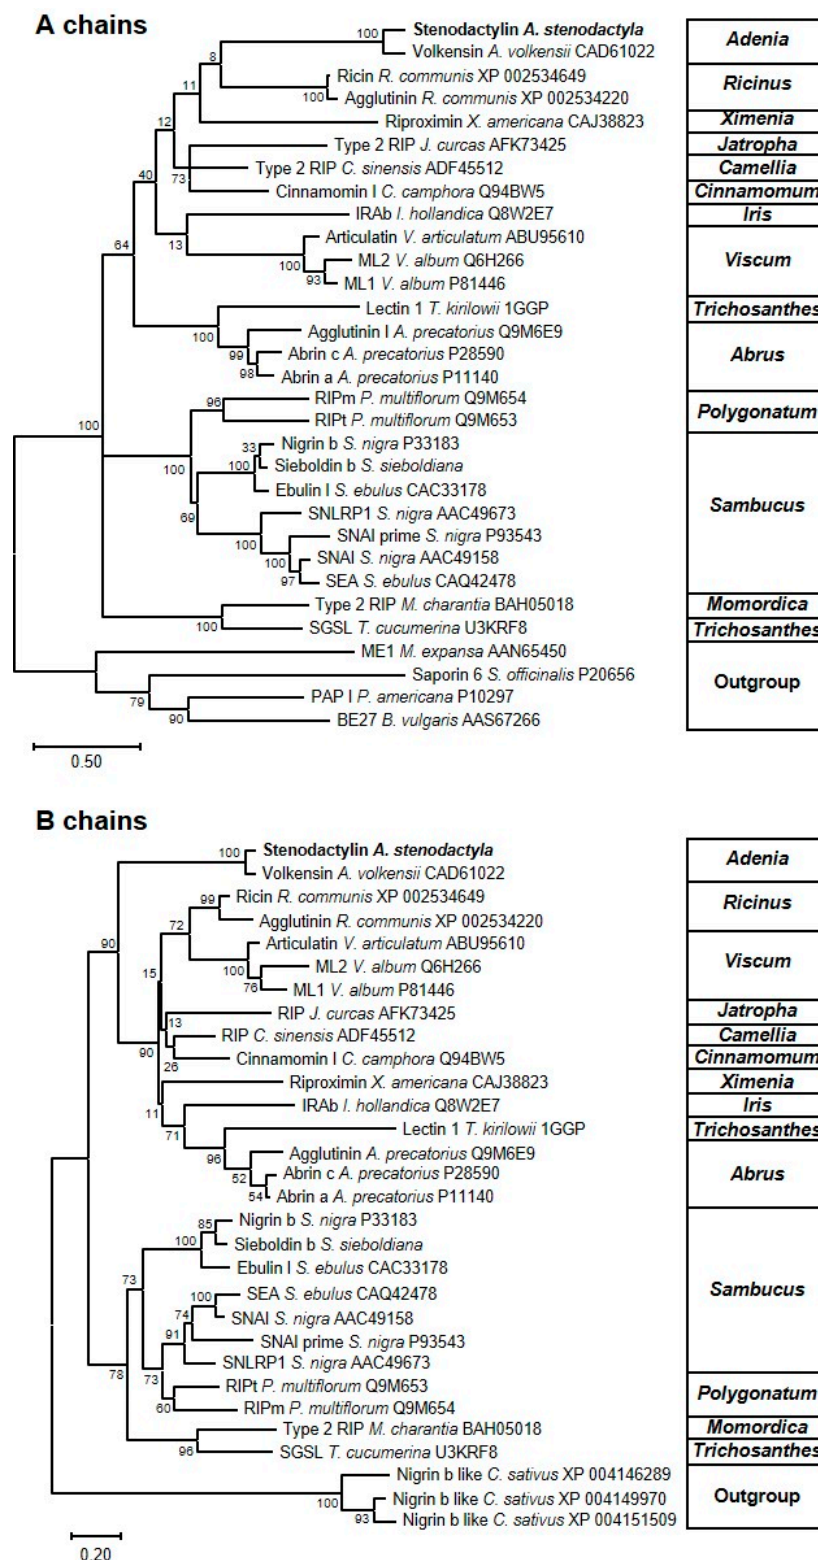 A chains
100
Stenodactylin A. stenodactyla
Adenia
Volkensin A. volkensii CAD61022
8
Ricin R. communis XP 002534649
Ricinus
11
100
Agglutinin R. communis XP 002534220
12
Riproximin X. americana CAJ38823
Ximenia
Type 2 RIP J. curcas AFK73425
Jatropha
Type 2 RIP C. sinensis ADF45512
Camellia
40
73
Cinnamomin I C. camphora Q94BW5
Cinnamomum
IRAb I. hollandica Q8W2E7
Iris
64
13
Articulatin V. articulatum ABU95610
Viscum
100
ML2 V. album Q6H266
93
ML1 V. album P81446
Lectin 1 T. kirilowii 1GGP
Trichosanthes
100
Agglutinin I A. precatorius Q9M6E9
Abrus
99
Abrin c A. precatorius P28590
98
Abrin a A. precatorius P11140
96
RIPm P. multiflorum Q9M654
Polygonatum
RIPt P. multiflorum Q9M653
100
33
Nigrin b S. nigra P33183
Sambucus
100
100
Sieboldin b S. sieboldiana
Ebulin I S. ebulus CAC33178
69
SNLRP1 S. nigra AAC49673
100
SNAI prime S. nigra P93543
100
SNAI S. nigra AAC49158
97
SEA S. ebulus CAQ42478
Type 2 RIP M. charantia BAH05018
Momordica
100
SGSL T. cucumerina U3KRF8
Trichosanthes
ME1 M. expansa AAN65450
Outgroup
Saporin 6 S. officinalis P20656
79
PAP I P. americana P10297
90
BE27 B. vulgaris AAS67266
0.50
B chains
100
Stenodactylin A. stenodactyla
Adenia
Volkensin A. volkensii CAD61022
99
Ricin R. communis XP 002534649
Ricinus
72
Agglutinin R. communis XP 002534220
90
Articulatin V. articulatum ABU95610
Viscum
15
100
ML2 V. album Q6H266
76
ML1 V. album P81446
RIP J. curcas AFK73425
Jatropha
13
RIP C. sinensis ADF45512
Camellia
90
26
Cinnamomin I C. camphora Q94BW5
Cinnamomum
Riproximin X. americana CAJ38823
Ximenia
11
IRAb I. hollandica Q8W2E7
Iris
71
Lectin 1 T. kirilowii 1GGP
Trichosanthes
96
Agglutinin A. precatorius Q9M6E9
Abrus
52
Abrin c A. precatorius P28590
54
Abrin a A. precatorius P11140
85
Nigrin b S. nigra P33183
Sambucus
100
Sieboldin b S. sieboldiana
Ebulin I S. ebulus CAC33178
73
100
SEA S. ebulus CAQ42478
74
SNAI S. nigra AAC49158
91
SNAI prime S. nigra P93543
SNLRP1 S. nigra AAC49673
78
73
RIPt P. multiflorum Q9M653
Polygonatum
60
RIPm P. multiflorum Q9M654
Type 2 RIP M. charantia BAH05018
Momordica
96
SGSL T. cucumerina U3KRF8
Trichosanthes
Nigrin b like C. sativus XP 004146289
Outgroup
100
Nigrin b like C. sativus XP 004149970
93
Nigrin b like C. sativus XP 004151509
0.20